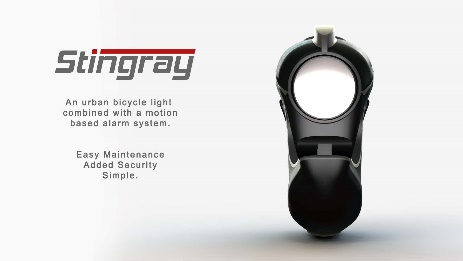 Stingray
An urban bicycle light
combined with a motion
based alarm system.
Easy Maintenance
Added Security
Simple.